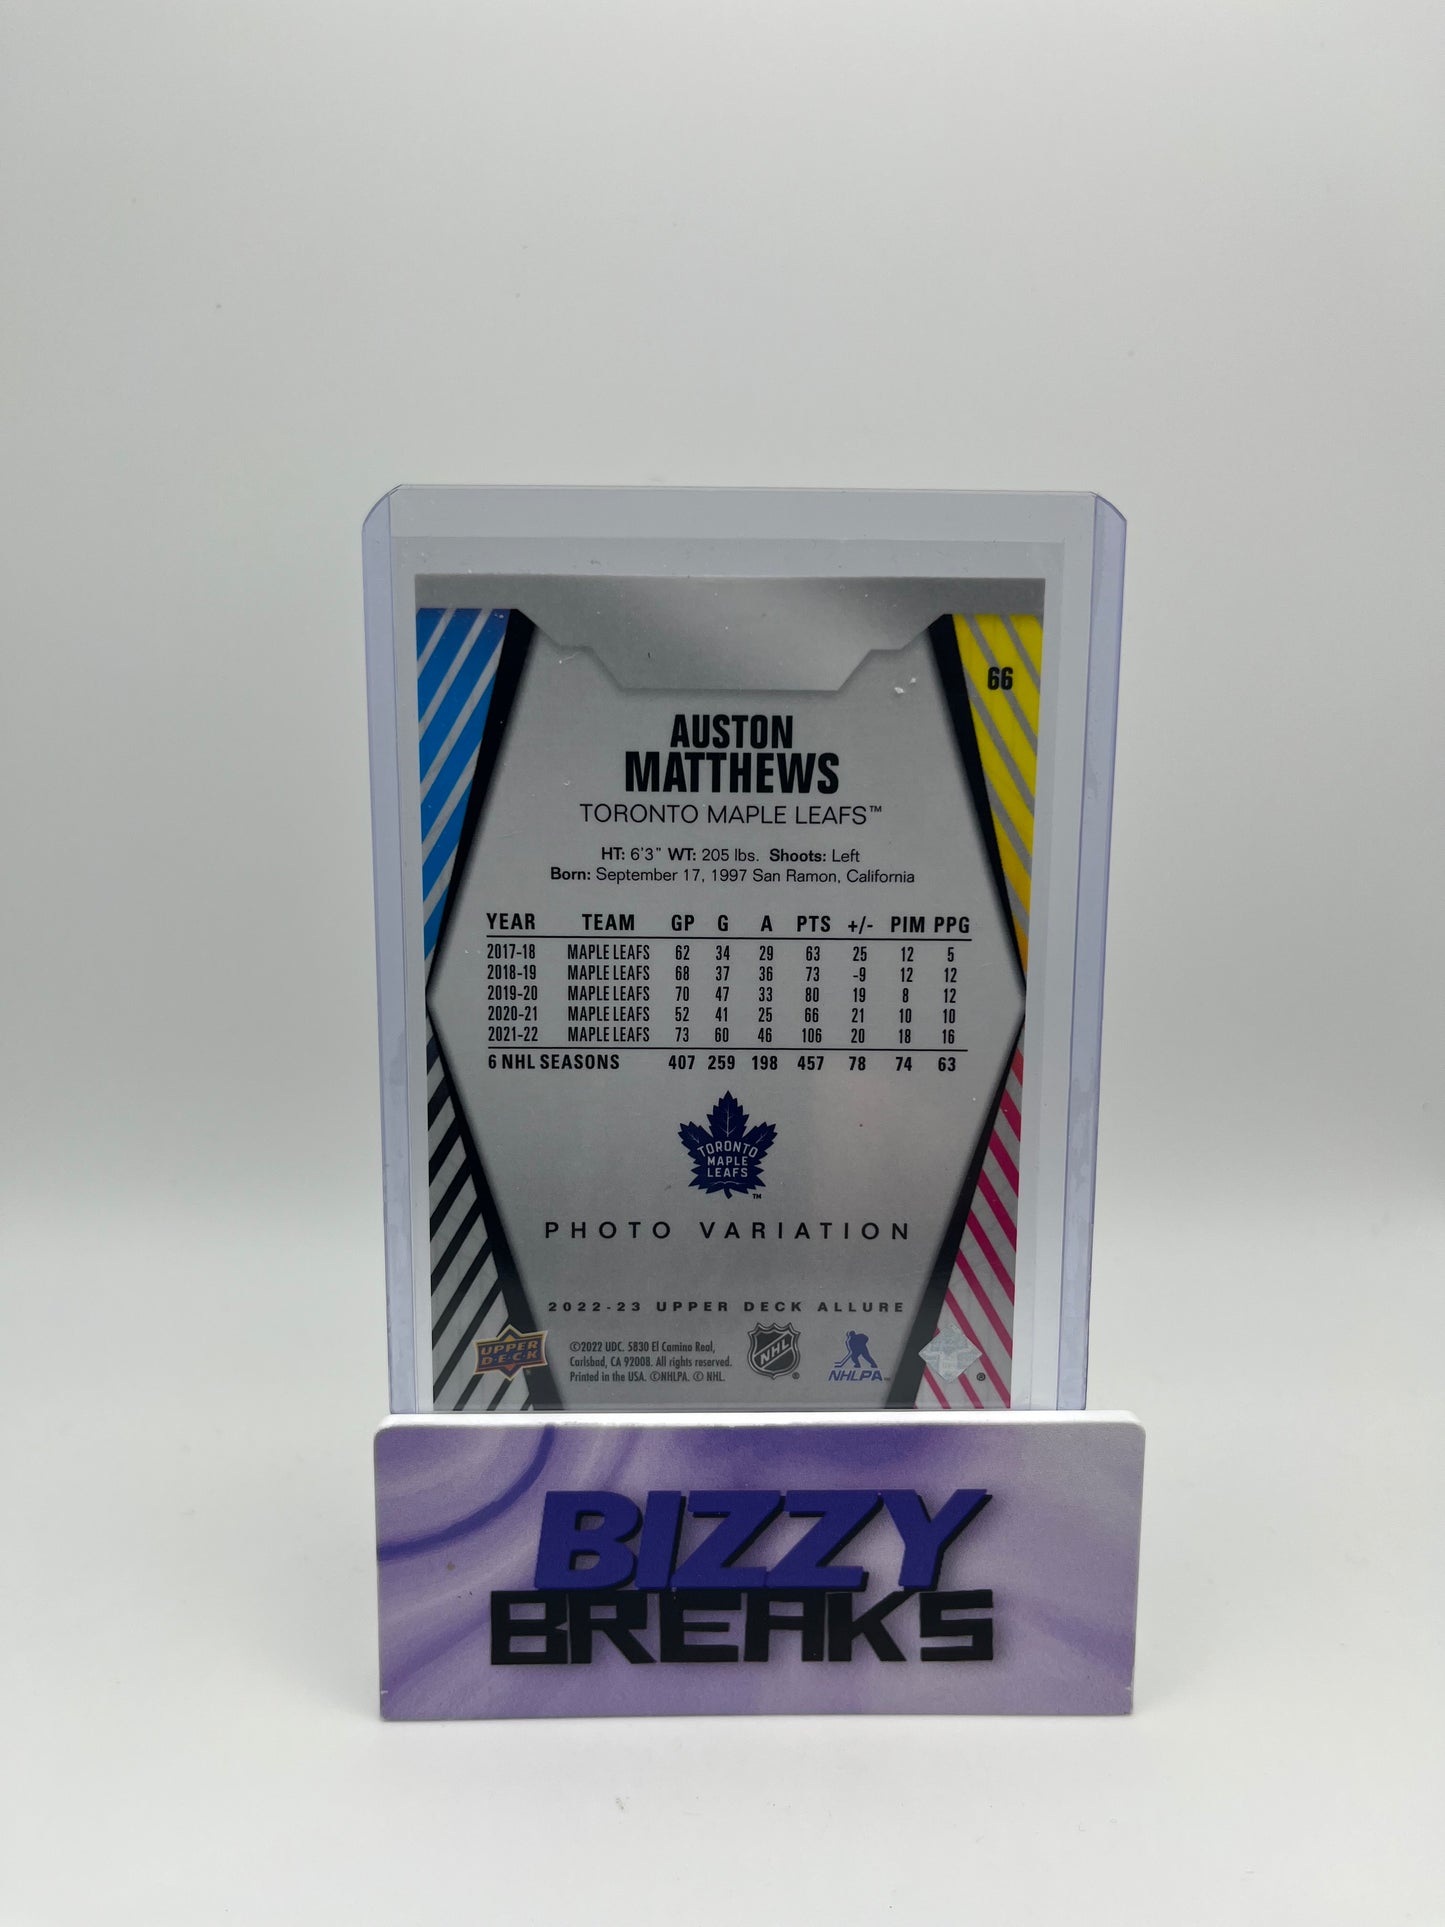 66
AUSTON
MATTHEWS
TORONTO MAPLE LEAFS™
HT: 6'3" WT: 205 lbs. Shoots: Left
Born: September 17, 1997 San Ramon, California
YEAR TEAM GP G A PTS +/- PIM PPG
2017-18 MAPLE LEAFS 62 34 29 63 25 12 5
2018-19 MAPLE LEAFS 68 37 36 73 -9 12 12
2019-20 MAPLE LEAFS 70 47 33 80 19 8 12
2020-21 MAPLE LEAFS 52 41 25 66 21 10 10
2021-22 MAPLE LEAFS 73 60 46 106 20 18 16
6 NHL SEASONS 407 259 198 457 78 74 63
TORONTO
MAPLE
LEAFS
™
PHOTO VARIATION
2022-23 UPPER DECK ALLURE
UPPER
D·E·C·K
©2022 UDC. 5830 El Camino Real,
Carlsbad, CA 92008. All rights reserved.
Printed in the USA. ©NHLPA. © NHL.
NHL ®
NHLPA™
®
BIZZY
BREAKS